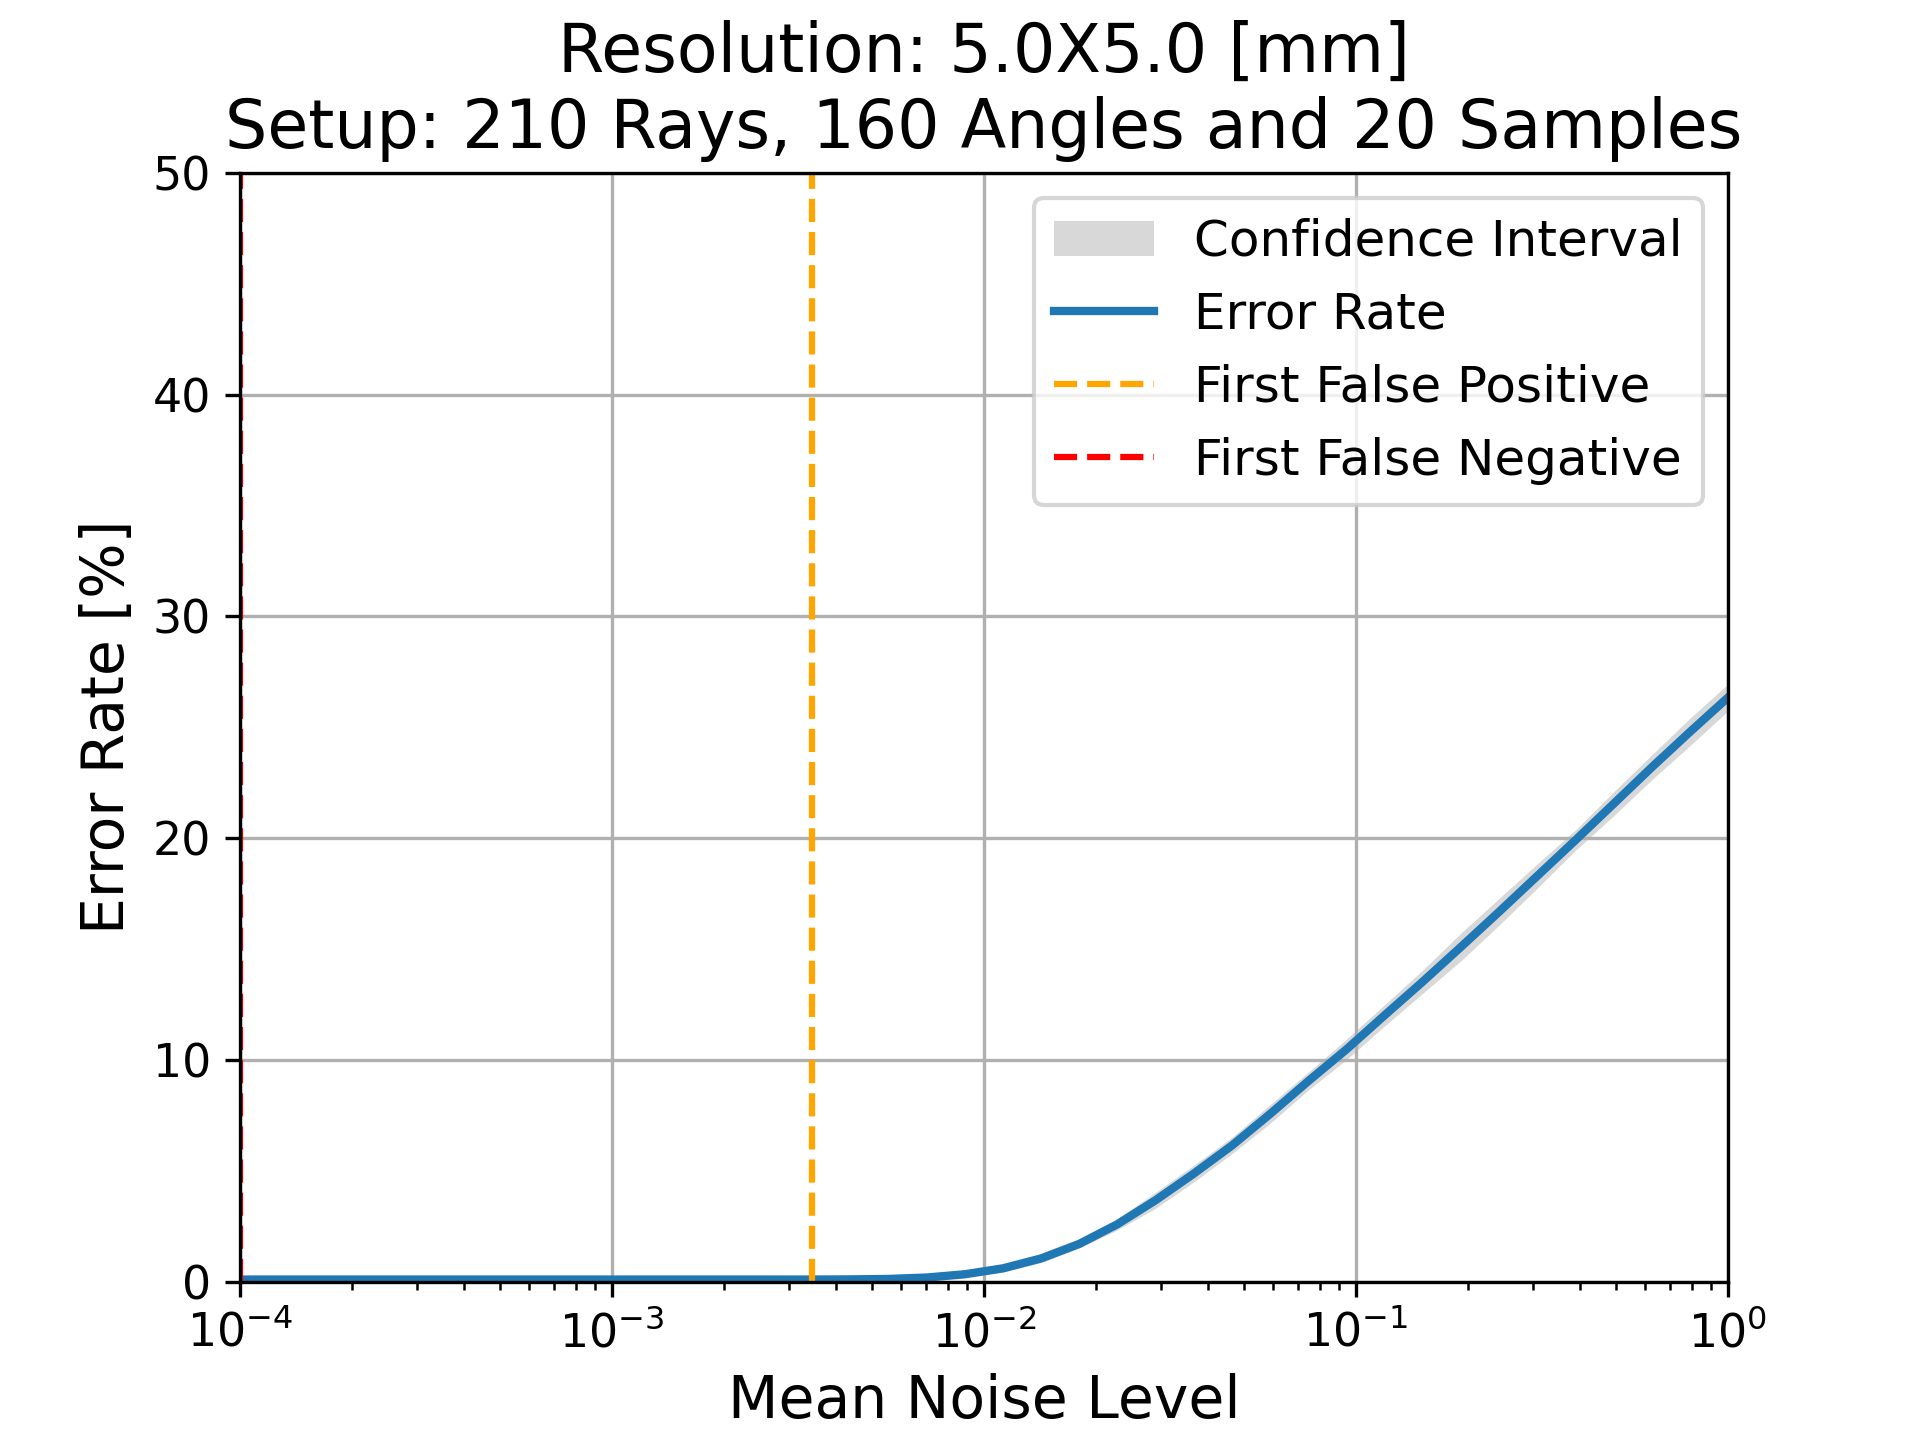 Resolution: 5.0X5.0 [mm]
Setup: 210 Rays, 160 Angles and 20 Samples
Error Rate [%]
50
40
30
20
10
0
Confidence Interval
Error Rate
First False Positive
First False Negative
10⁻⁴ 10⁻³ 10⁻² 10⁻¹ 10⁰
Mean Noise Level